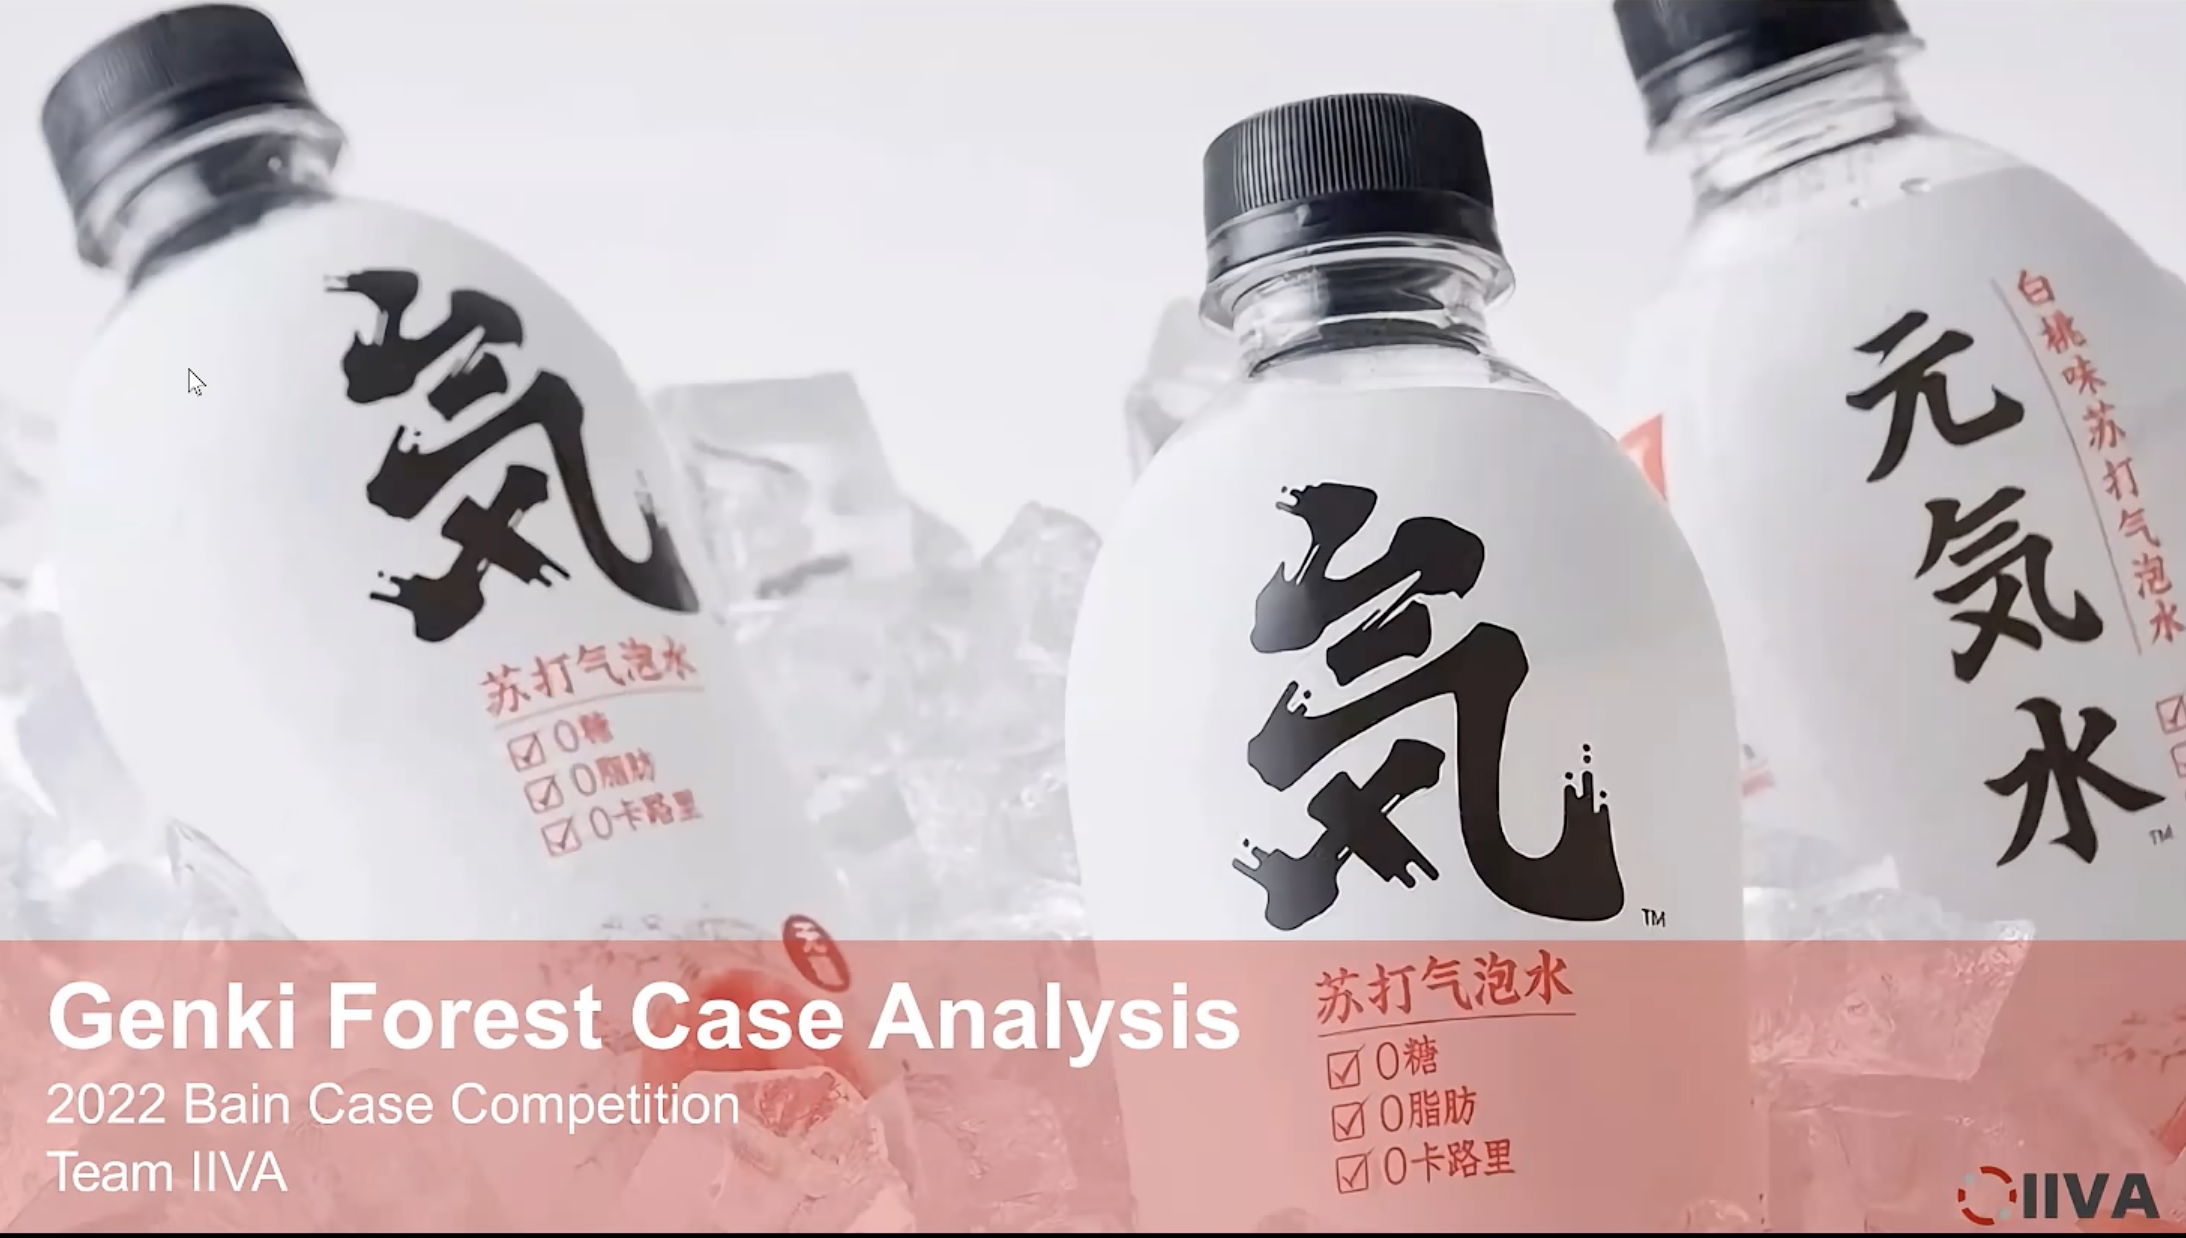 気
苏打气泡水
0糖
0脂肪
0卡路里
気
TM
苏打气泡水
0糖
0脂肪
0卡路里
元気水
TM
白桃味苏打气泡水
Genki Forest Case Analysis
2022 Bain Case Competition
Team IIVA
IIVA